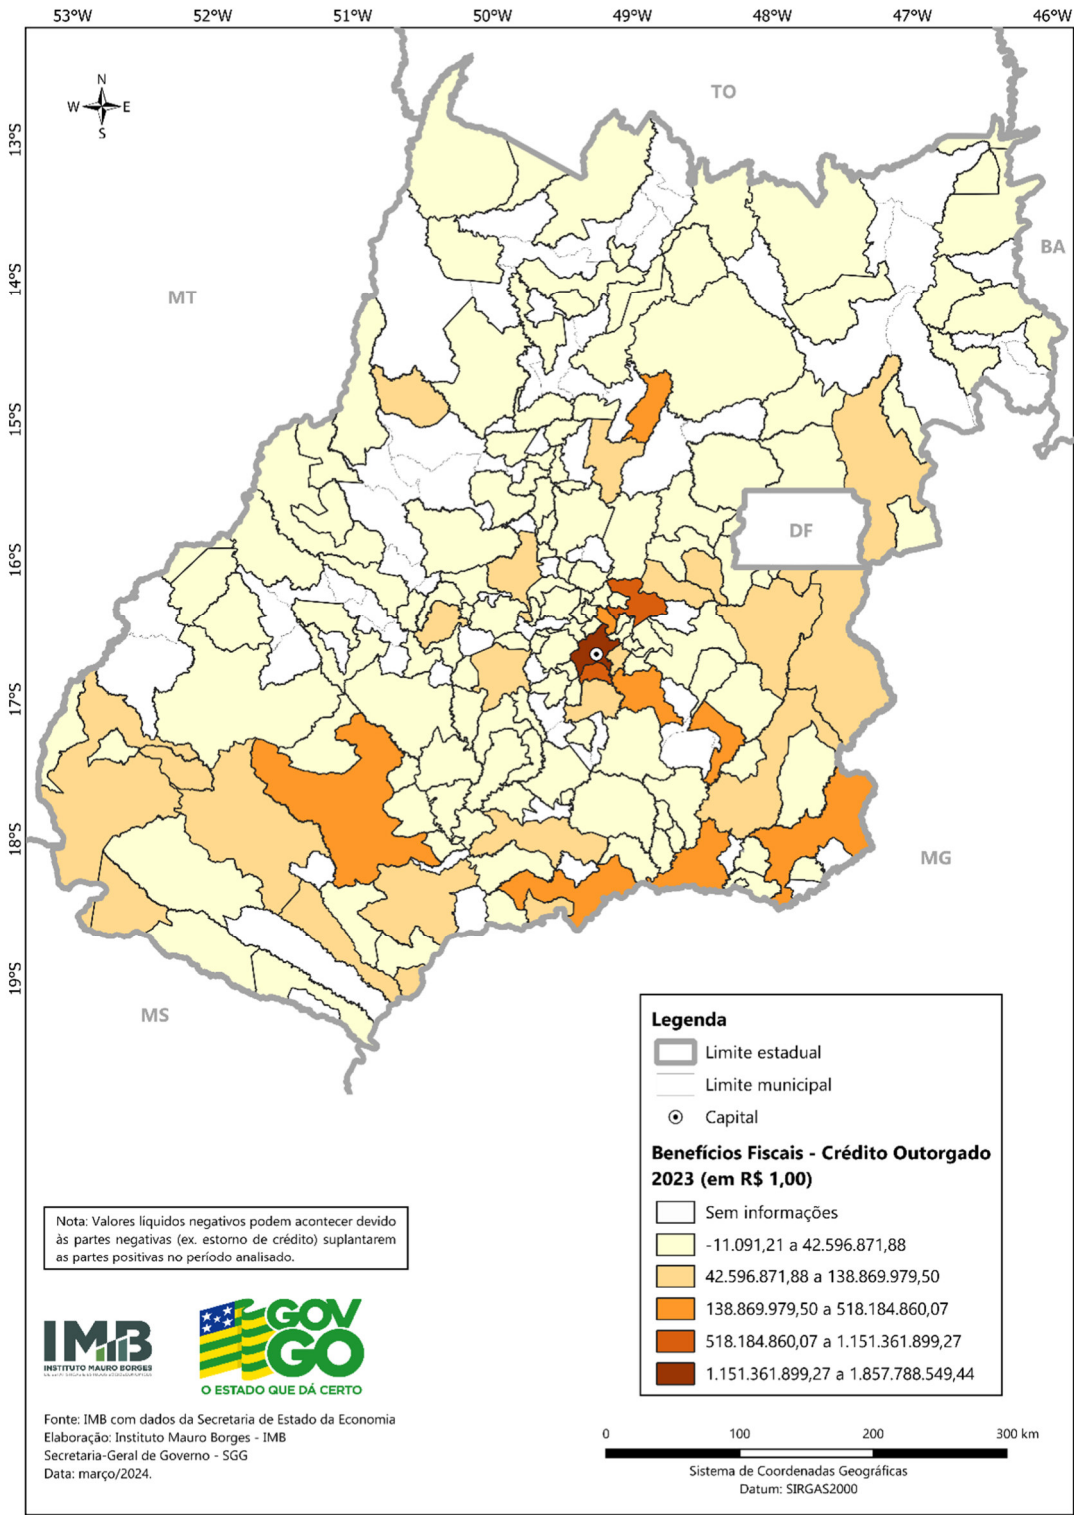 53°W 52°W 51°W 50°W 49°W 48°W 47°W 46°W
N
W E
S
TO
13°S
BA
14°S
MT
15°S
DF
16°S
17°S
18°S
MG
19°S
MS
Legenda
Limite estadual
Limite municipal
Capital
Benefícios Fiscais - Crédito Outorgado
2023 (em R$ 1,00)
Sem informações
-11.091,21 a 42.596.871,88
42.596.871,88 a 138.869.979,50
138.869.979,50 a 518.184.860,07
518.184.860,07 a 1.151.361.899,27
1.151.361.899,27 a 1.857.788.549,44
Nota: Valores líquidos negativos podem acontecer devido
às partes negativas (ex. estorno de crédito) suplantarem
as partes positivas no período analisado.
IMB
INSTITUTO MAURO BORGES
GOV
GO
O ESTADO QUE DÁ CERTO
Fonte: IMB com dados da Secretaria de Estado da Economia
Elaboração: Instituto Mauro Borges - IMB
Secretaria-Geral de Governo - SGG
Data: março/2024.
0 100 200 300 km
Sistema de Coordenadas Geográficas
Datum: SIRGAS2000